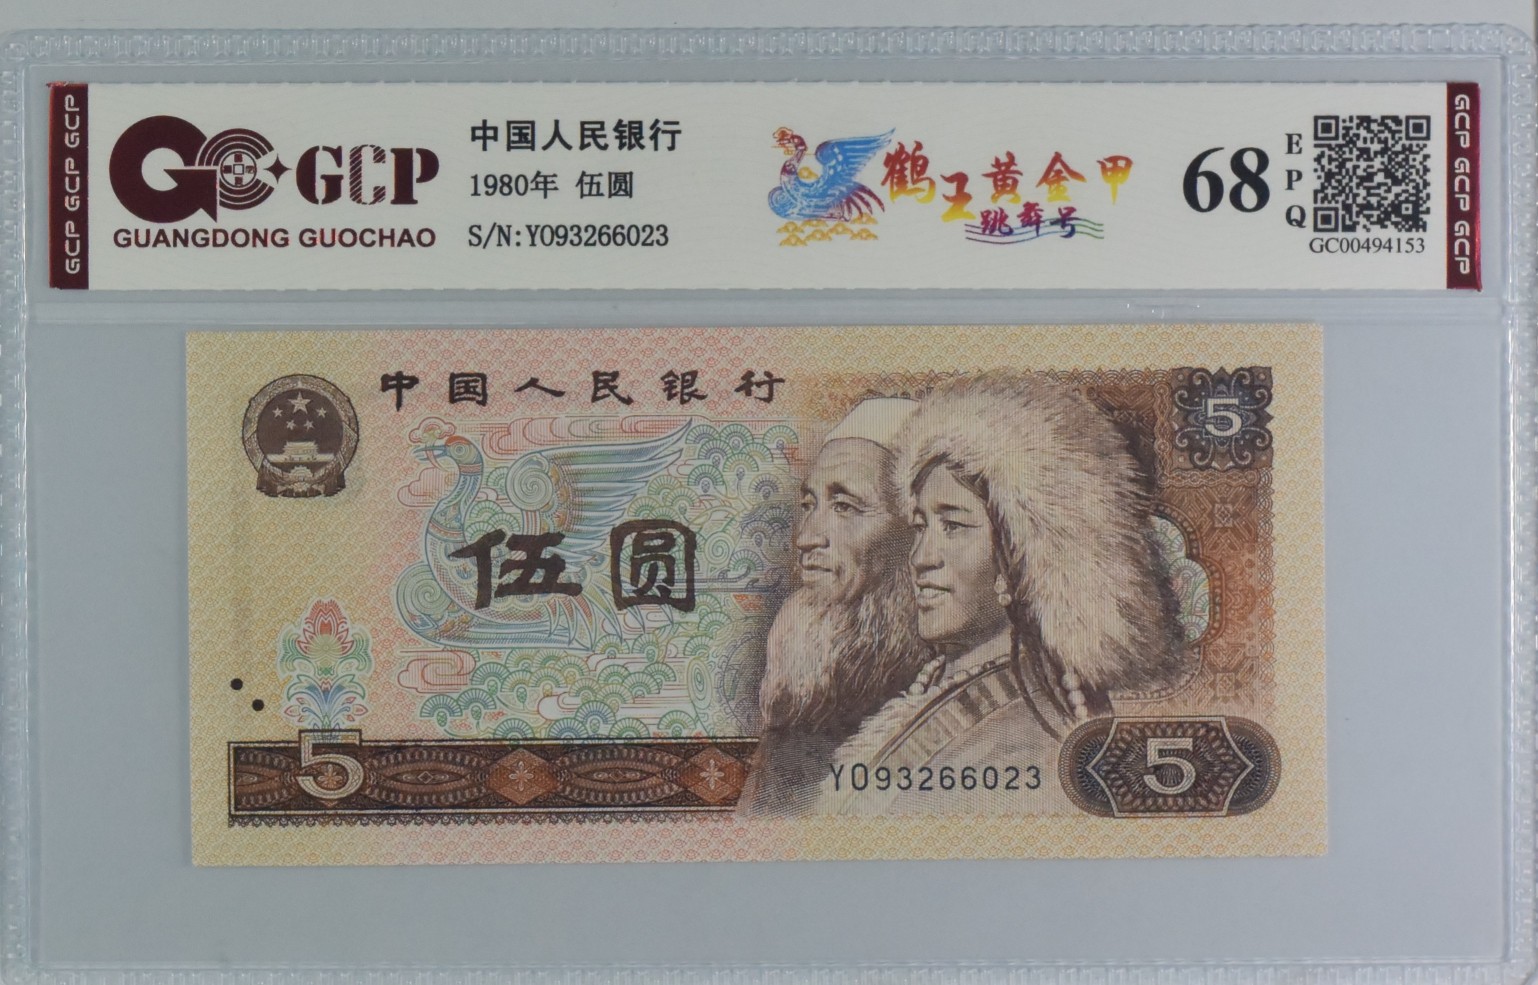 GCP GCP GCP
GCP
GUANGDONG GUOCHAO
中国人民银行
1980年 伍圆
S/N:Y093266023
鹤王黄金甲
跳舞号
68
EPQ
GC00494153
GCP GCP GCP
中国人民银行
5
伍圆
5
Y093266023
5